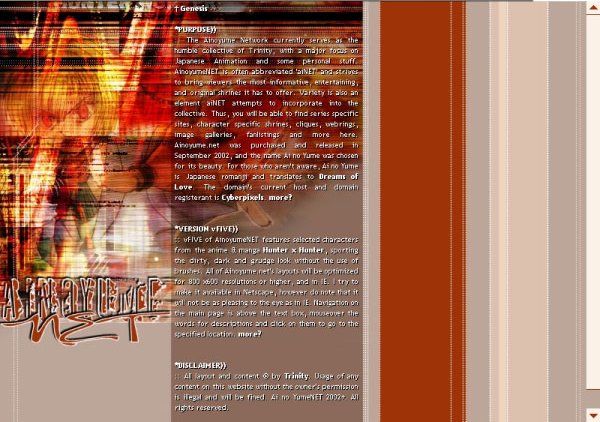 † Genesis
*PURPOSE}}
:: The Ainoyume Network currently serves as the
humble collective of Trinity, with a major focus on
Japanese Animation and some personal stuff.
AinoyumeNET is often abbreviated 'aiNET' and strives
to bring viewers the most informative, entertaining,
and original shrines it has to offer. Variety is also an
element aiNET attempts to incorporate into the
collective. Thus, you will be able to find series specific
sites, character specific shrines, cliques, webrings,
image galleries, fanlistings and more here.
Ainoyume.net was purchased and released in
September 2002, and the name Ai no Yume was chosen
for its beauty. For those who aren't aware, Ai no Yume
is Japanese romanji and translates to Dreams of
Love. The domain's current host and domain
registerant is Cyberpixels. more?
*VERSION vFIVE}}
:: vFIVE of AinoyumeNET features selected characters
from the anime & manga Hunter x Hunter, sporting
the dirty, dark and grudge look without the use of
brushes. All of Ainoyume.net's layouts will be optimized
for 800 x600 resolutions or higher, and in IE. I try to
make it available in Netscape, however do note that it
will not be as pleasing to the eye as in IE. Navigation on
the main page is above the text box, mouseover the
words for descriptions and click on them to go to the
specified location. more?
AINOYUME
NET
*DISCLAIMER}}
:: All layout and content © by Trinity. Usage of any
content on this website without the owner's permission
is illegal and will be fined. Ai no YumeNET 2002+. All
rights reserved.